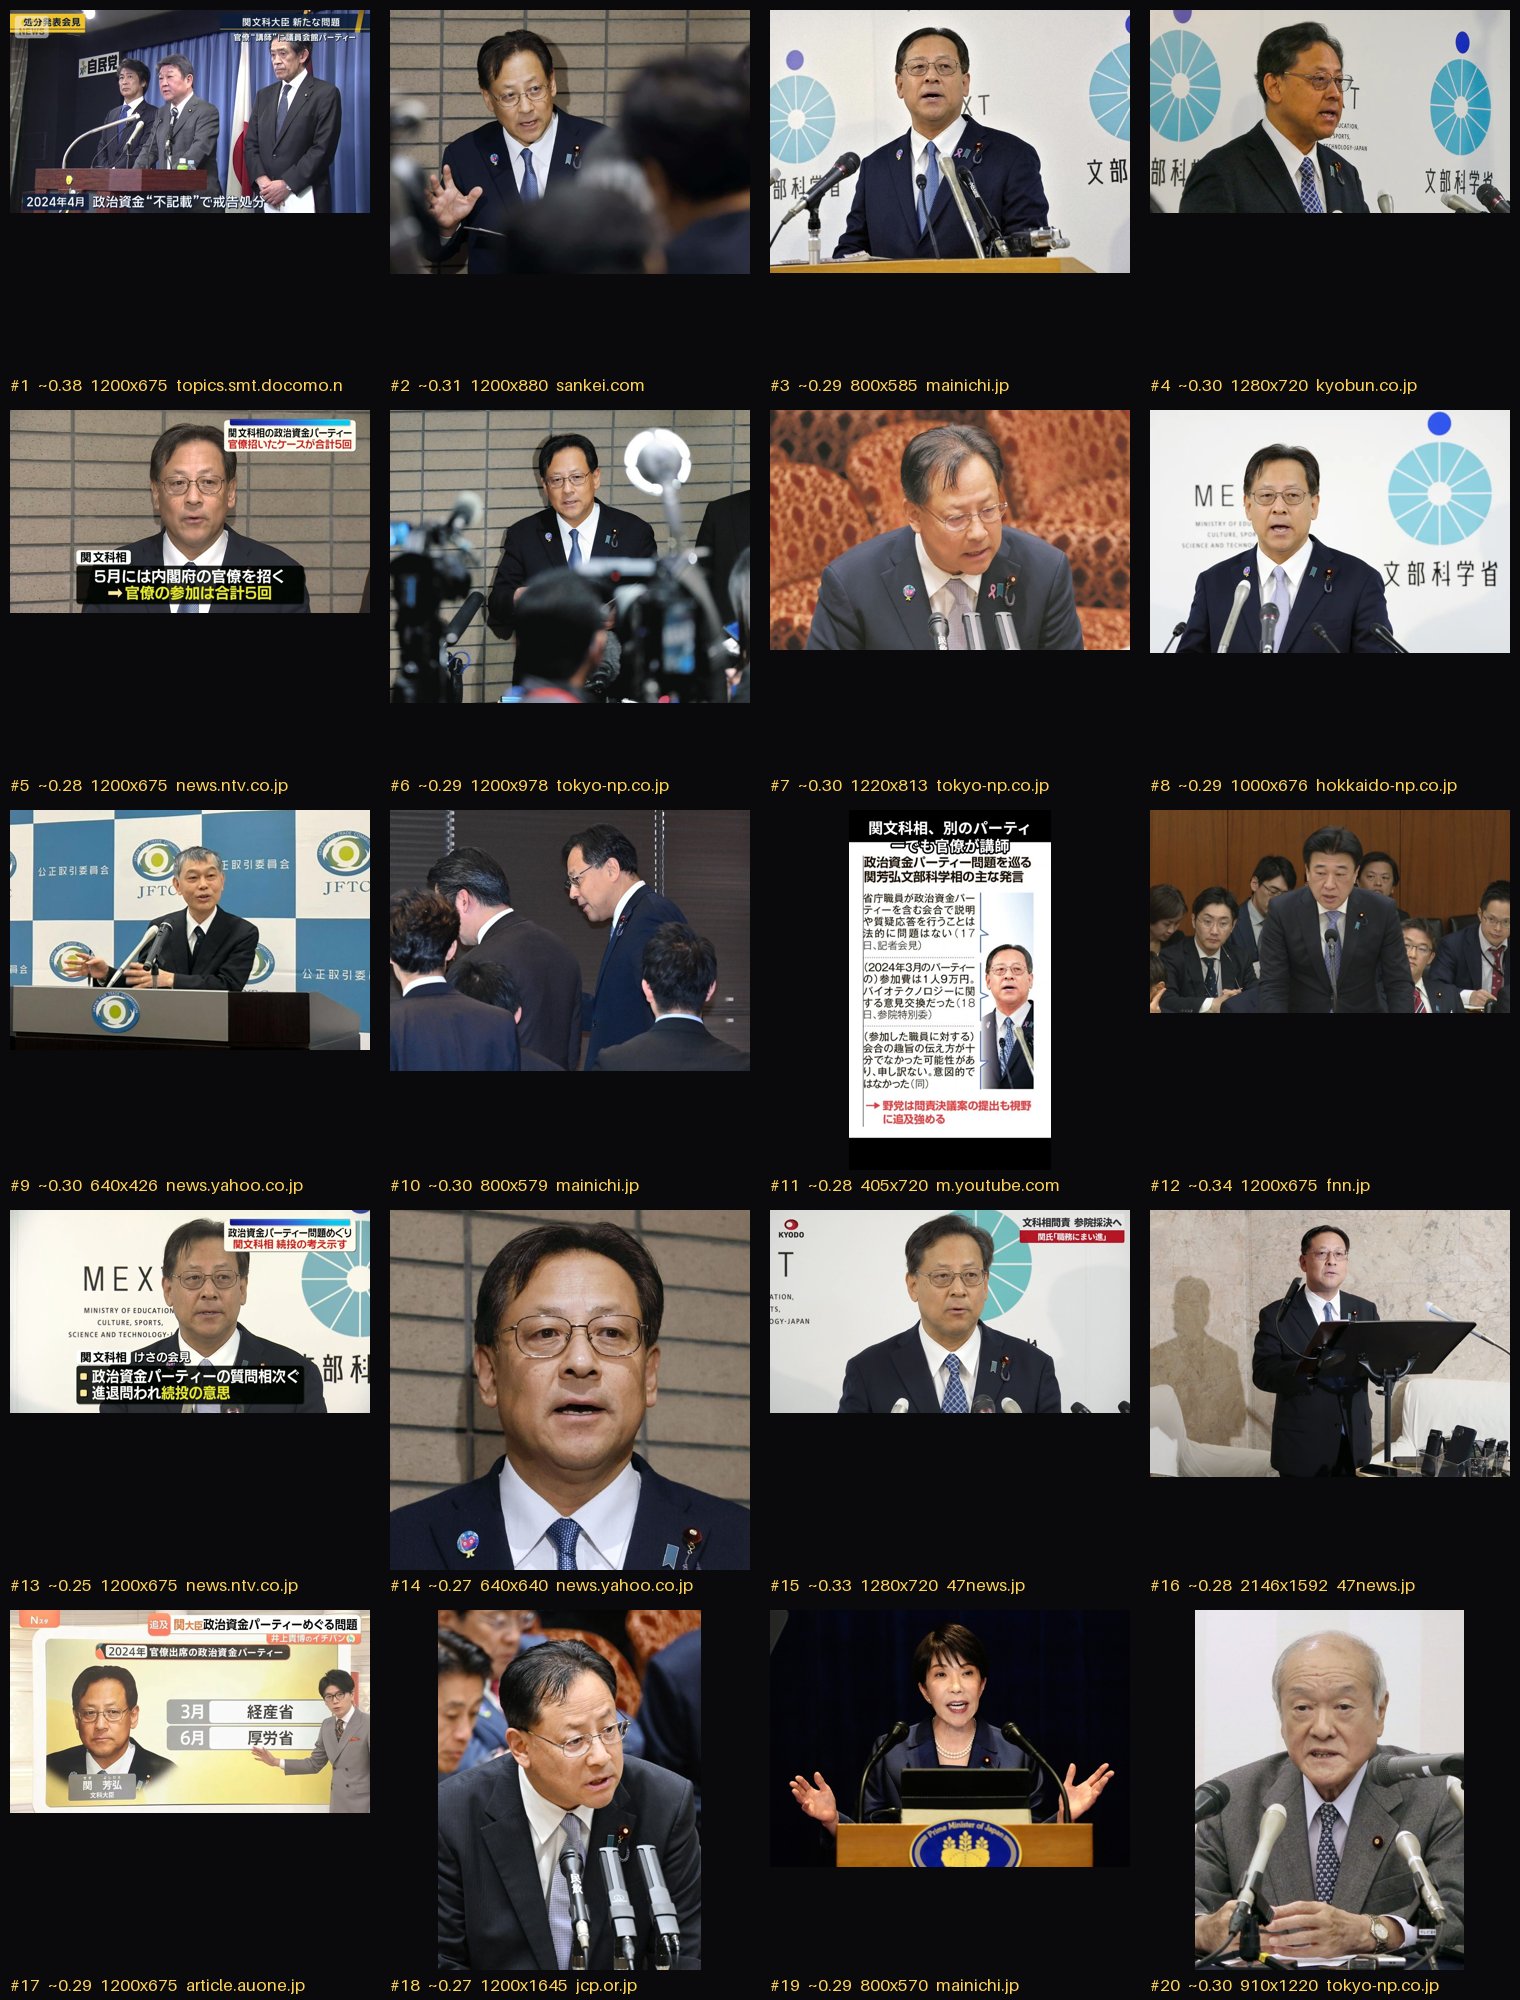 処分発表会見
NEWS
関文科大臣 新たな問題
官僚"講師"に議員会館パーティー
自民党
2024年4月 政治資金"不記載"で戒告処分
#1 ~0.38 1200x675 topics.smt.docomo.n
#2 ~0.31 1200x880 sankei.com
XT
文部科学省
文部
#3 ~0.29 800x585 mainichi.jp
T
EDUCATION,
SPORTS,
TECHNOLOGY-JAPAN
部科
文部科学省
#4 ~0.30 1280x720 kyobun.co.jp
関文科相の政治資金パーティー
官僚招いたケースが合計5回
関文科相
5月には内閣府の官僚を招く
→官僚の参加は合計5回
#5 ~0.28 1200x675 news.ntv.co.jp
#6 ~0.29 1200x978 tokyo-np.co.jp
#7 ~0.30 1220x813 tokyo-np.co.jp
ME
MINISTRY OF EDU
CULTURE, SPOR
SCIENCE AND TECHNOL
文部科学省
#8 ~0.29 1000x676 hokkaido-np.co.jp
公正取引委員会
JFTC
正取引委員会
JFTC
公正取引委
#9 ~0.30 640x426 news.yahoo.co.jp
#10 ~0.30 800x579 mainichi.jp
関文科相、別のパーティ
ーでも官僚が講師
政治資金パーティー問題を巡る
関芳弘文部科学相の主な発言
省庁職員が政治資金パー
ティーを含む会合で説明
や質疑応答を行うことは
法的に問題はない(17
日、記者会見)
(2024年3月のパーティー
の)参加費は1人9万円。
バイオテクノロジーに関
する意見交換だった(18
日、参院特別委)
(参加した職員に対する)
会合の趣旨の伝え方が十
分でなかった可能性があ
り、申し訳ない。意図的で
はなかった(同)
→野党は問責決議案の提出も視野
に追及強める
#11 ~0.28 405x720 m.youtube.com
#12 ~0.34 1200x675 fnn.jp
政治資金パーティー問題めぐり
関文科相 続投の考え示す
MEX
MINISTRY OF EDUCATION
CULTURE, SPORTS,
SCIENCE AND TECHNOLOGY-J
部科
関文科相 けさの会見
政治資金パーティーの質問相次ぐ
進退問われ続投の意思
#13 ~0.25 1200x675 news.ntv.co.jp
#14 ~0.27 640x640 news.yahoo.co.jp
KYODO
文科相問責 参院採決へ
関氏「職務にまい進」
T
ATION,
TS,
OGY-JAPAN
#15 ~0.33 1280x720 47news.jp
#16 ~0.28 2146x1592 47news.jp
Nスタ
追及 関大臣政治資金パーティーめぐる問題
井上貴博のイチバン
2024年 官僚出席の政治資金パーティー
3月 経産省
6月 厚労省
関 芳弘
文科大臣
#17 ~0.29 1200x675 article.auone.jp
#18 ~0.27 1200x1645 jcp.or.jp
Prime Minister of Japan
#19 ~0.29 800x570 mainichi.jp
#20 ~0.30 910x1220 tokyo-np.co.jp